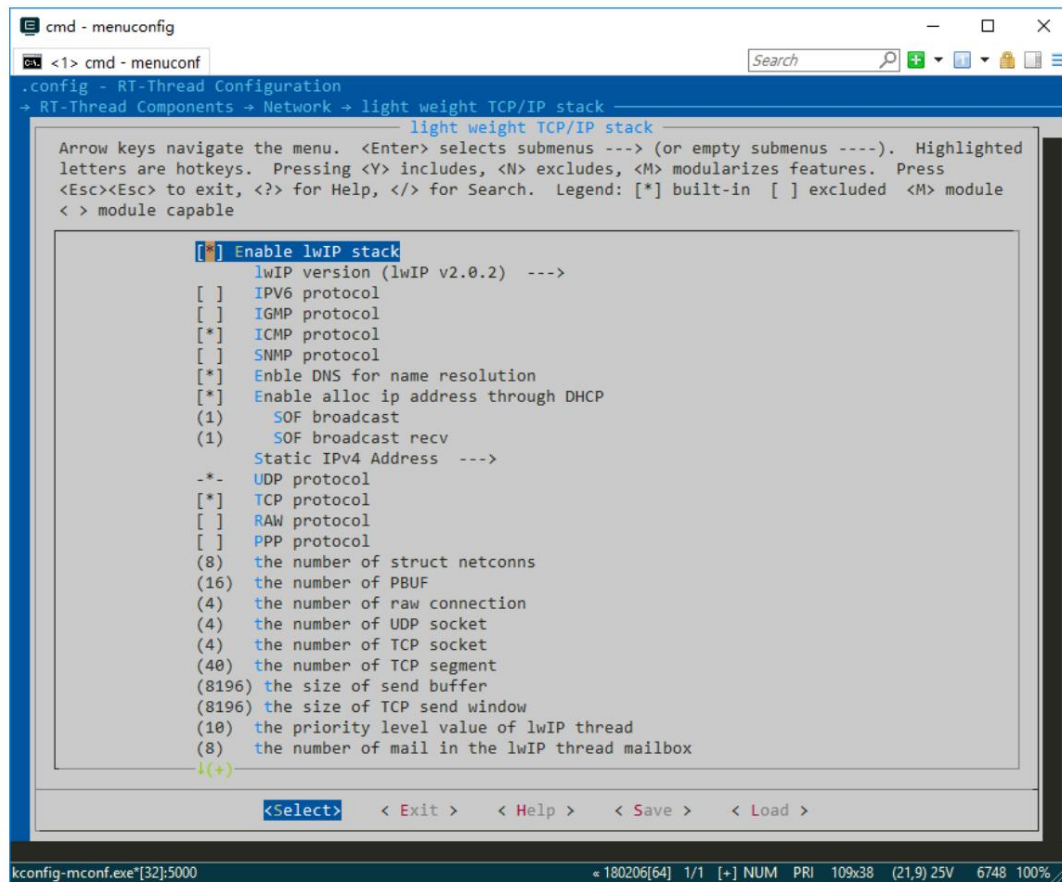 cmd - menuconfig
<1> cmd - menuconf
Search
.config - RT-Thread Configuration
→ RT-Thread Components → Network → light weight TCP/IP stack
light weight TCP/IP stack
Arrow keys navigate the menu. <Enter> selects submenus ---> (or empty submenus ----). Highlighted
letters are hotkeys. Pressing <Y> includes, <N> excludes, <M> modularizes features. Press
<Esc><Esc> to exit, <?> for Help, </> for Search. Legend: [*] built-in [ ] excluded <M> module
< > module capable
[*] Enable lwIP stack
lwIP version (lwIP v2.0.2) --->
[ ] IPV6 protocol
[ ] IGMP protocol
[*] ICMP protocol
[ ] SNMP protocol
[*] Enble DNS for name resolution
[*] Enable alloc ip address through DHCP
(1) SOF broadcast
(1) SOF broadcast recv
Static IPv4 Address --->
-*- UDP protocol
[*] TCP protocol
[ ] RAW protocol
[ ] PPP protocol
(8) the number of struct netconns
(16) the number of PBUF
(4) the number of raw connection
(4) the number of UDP socket
(4) the number of TCP socket
(40) the number of TCP segment
(8196) the size of send buffer
(8196) the size of TCP send window
(10) the priority level value of lwIP thread
(8) the number of mail in the lwIP thread mailbox
↓(+)
<Select> < Exit > < Help > < Save > < Load >
kconfig-mconf.exe*[32]:5000 « 180206[64] 1/1 [+] NUM PRI 109x38 (21,9) 25V 6748 100%